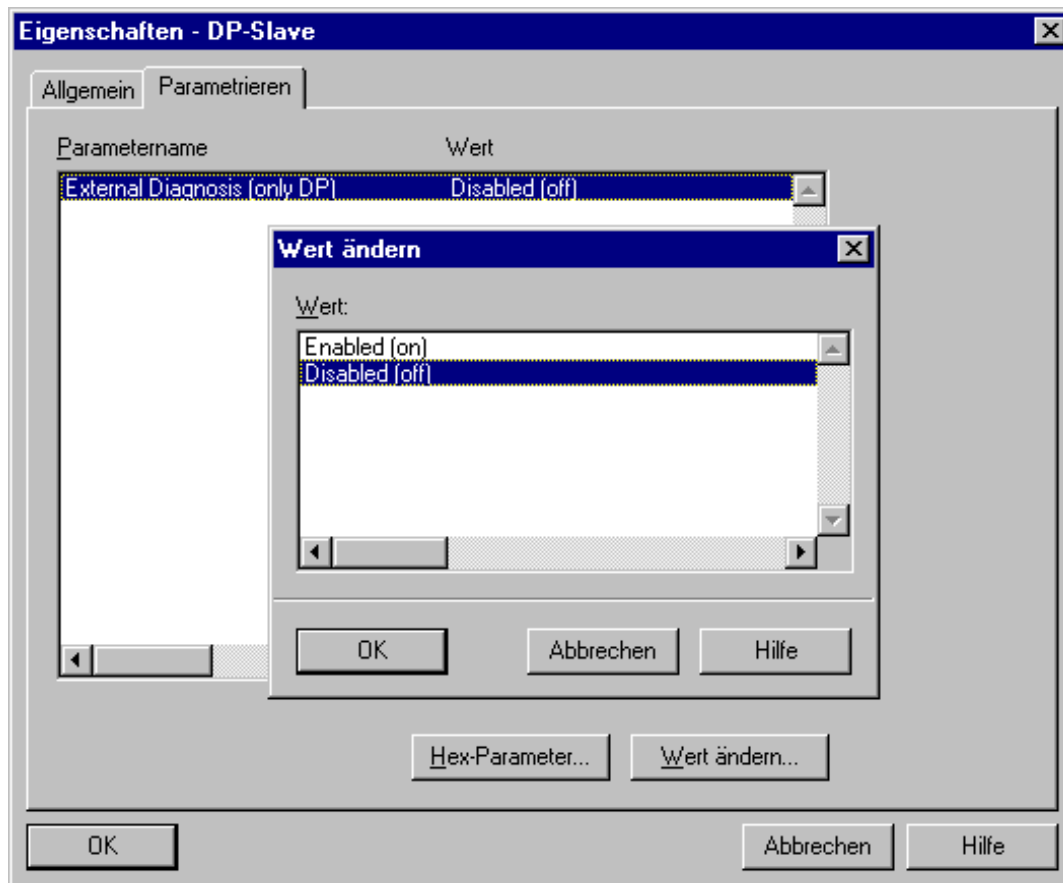 Eigenschaften - DP-Slave
Allgemein Parametrieren
Parametername Wert
External Diagnosis (only DP) Disabled (off)
Wert ändern
Wert:
Enabled (on)
Disabled (off)
OK Abbrechen Hilfe
Hex-Parameter... Wert ändern...
OK Abbrechen Hilfe